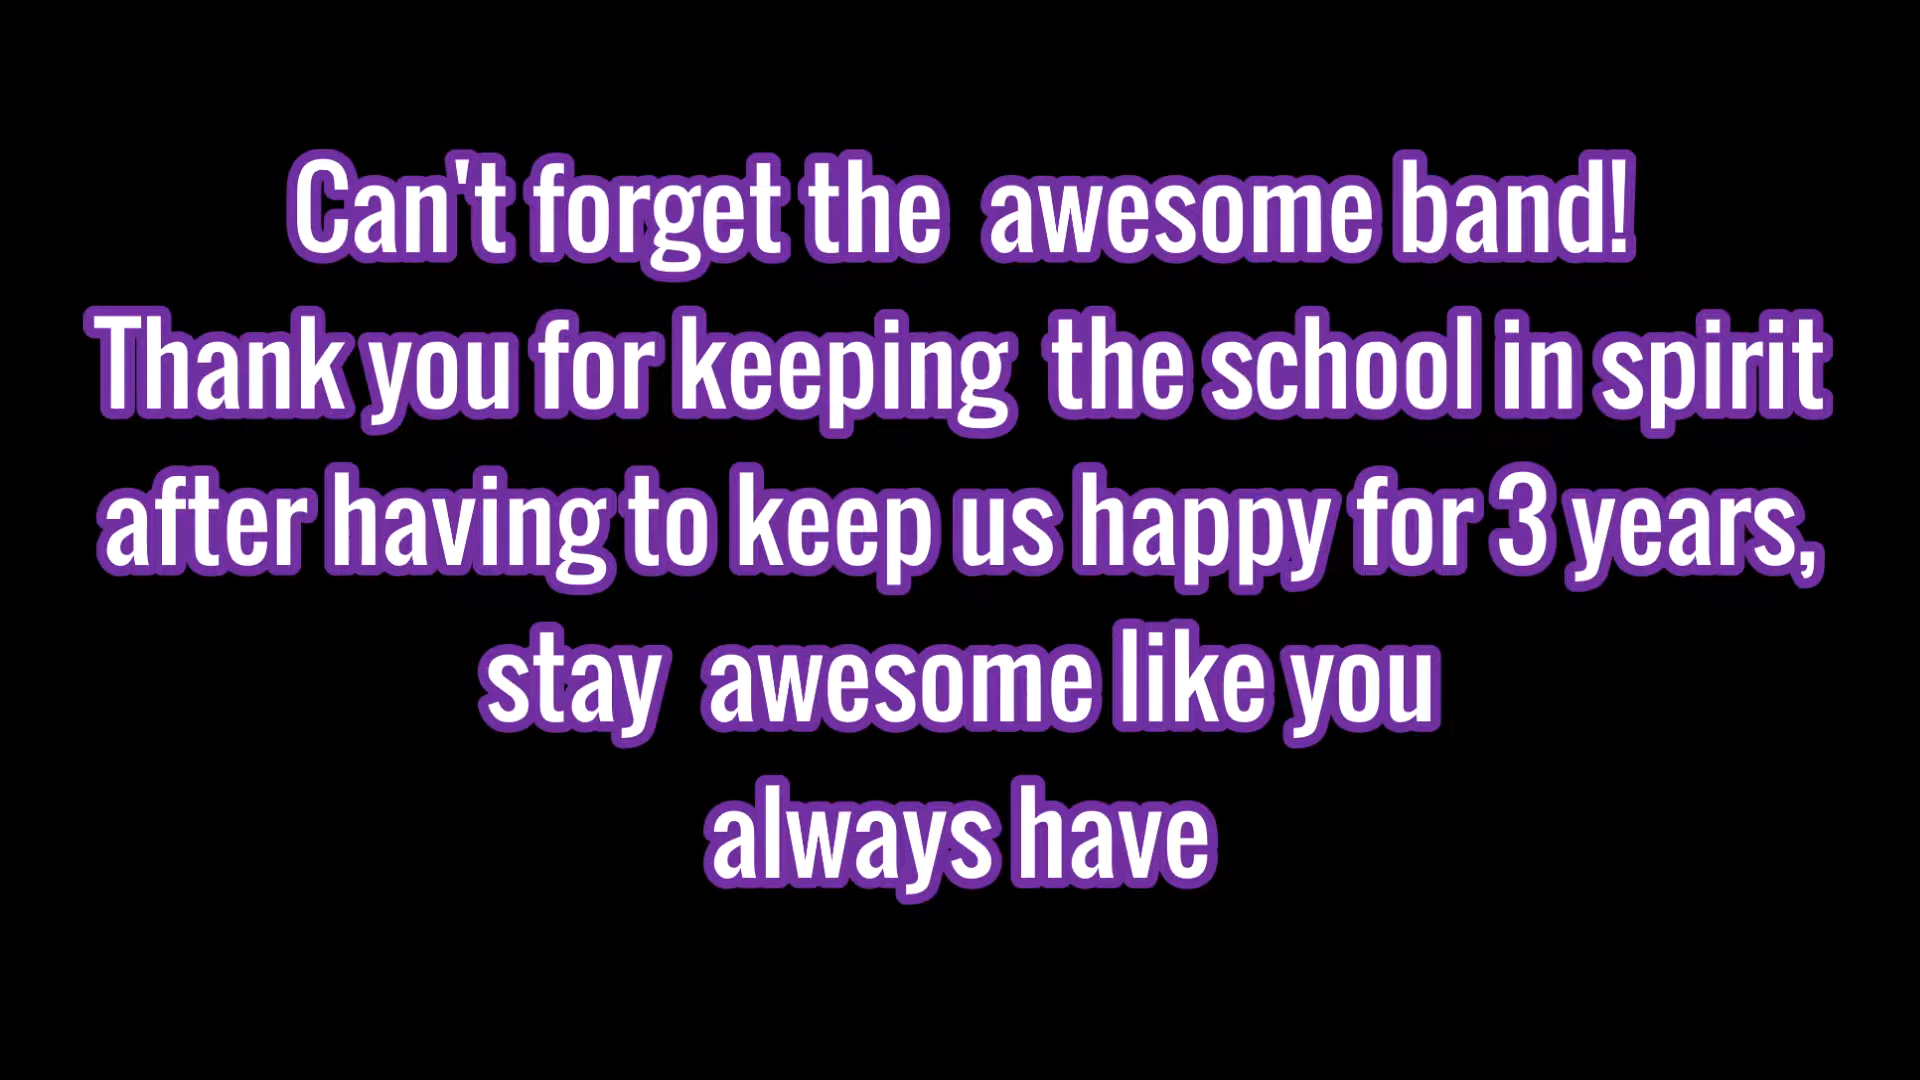 Can't forget the  awesome band!
Thank you for keeping  the school in spirit
after having to keep us happy for 3 years,
stay  awesome like you
always have